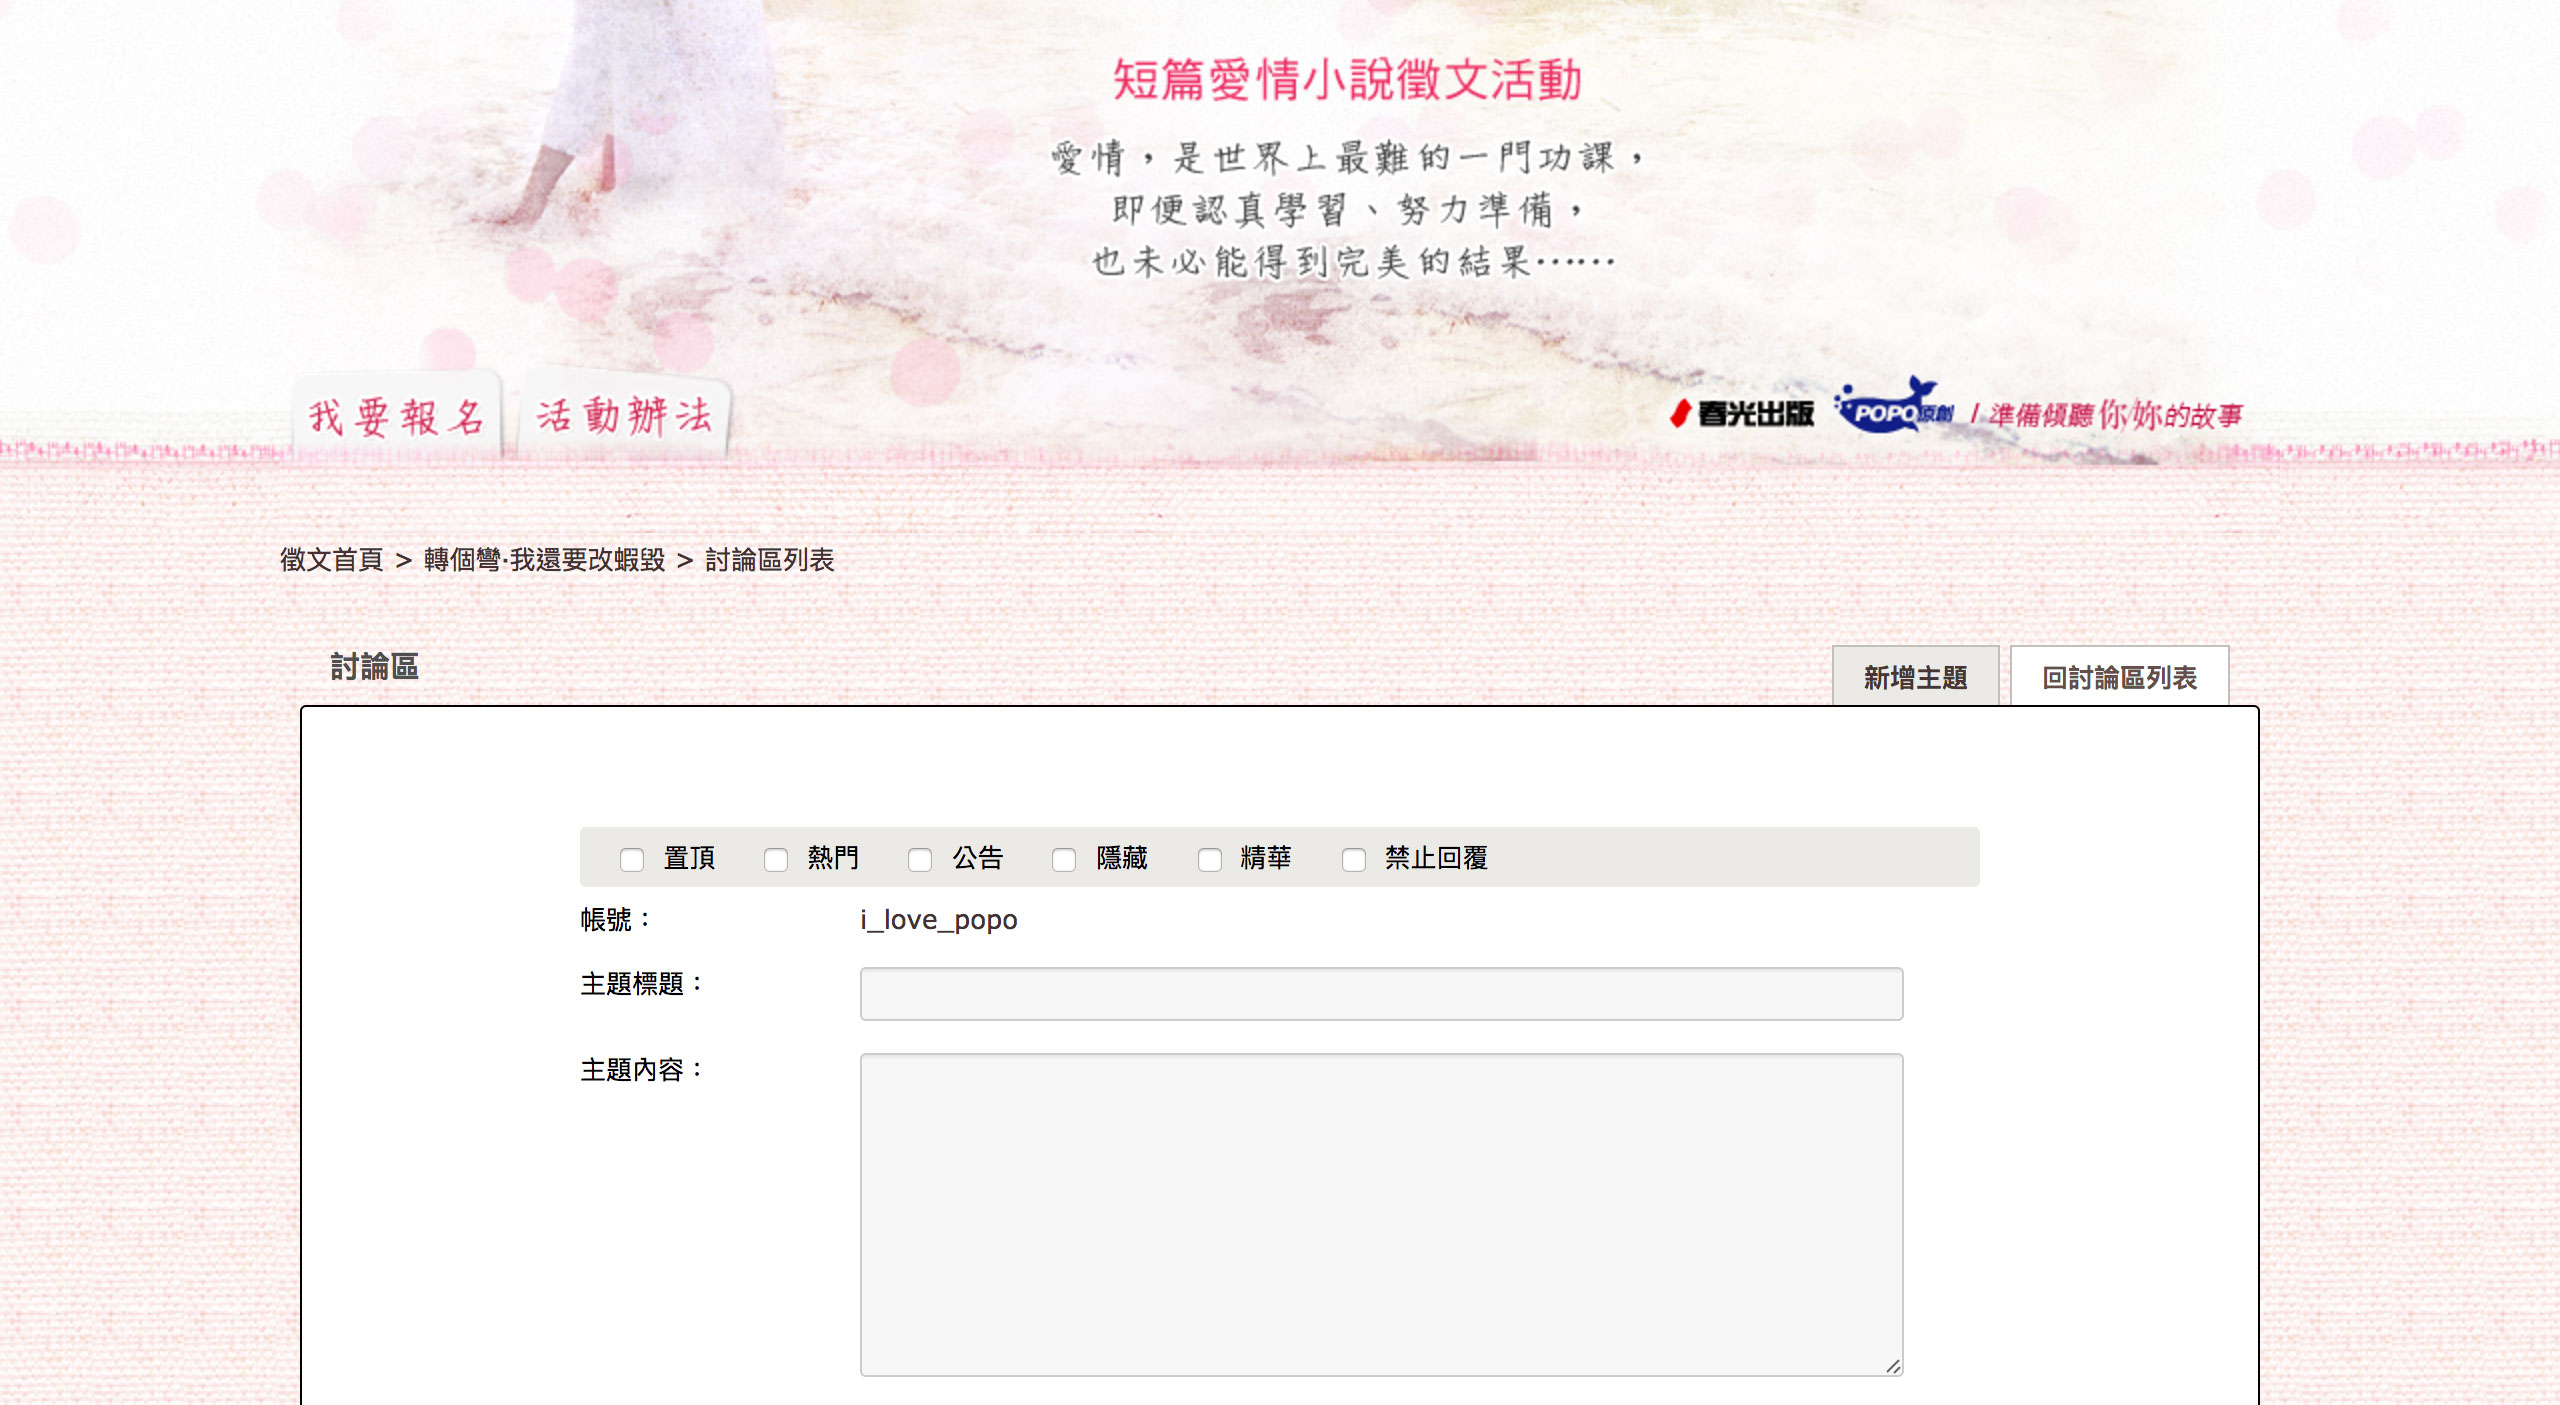 短篇愛情小說徵文活動
愛情，是世界上最難的一門功課，
即便認真學習、努力準備，
也未必能得到完美的結果……
我要報名
活動辦法
春光出版 POPO原創 / 準備傾聽你/妳的故事
徵文首頁 > 轉個彎‧我還要改蝦毀 > 討論區列表
討論區
新增主題
回討論區列表
置頂 熱門 公告 隱藏 精華 禁止回覆
帳號： i_love_popo
主題標題：
主題內容：